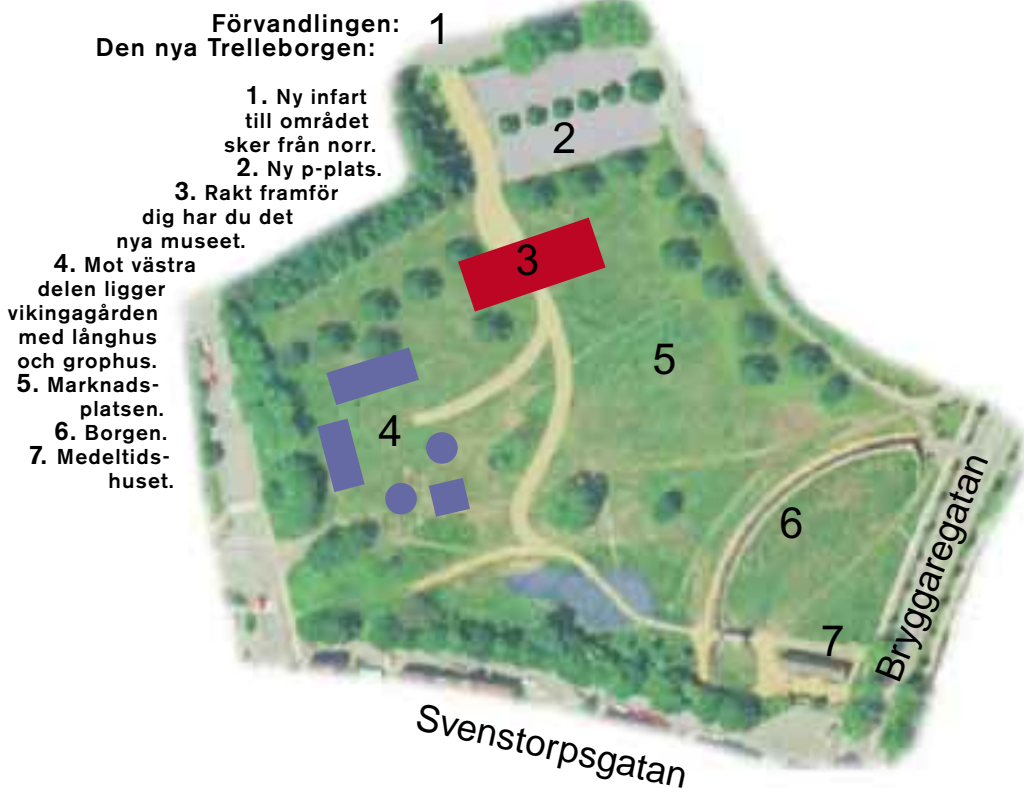 Förvandlingen:
Den nya Trelleborgen:
1. Ny infart
till området
sker från norr.
2. Ny p-plats.
3. Rakt framför
dig har du det
nya museet.
4. Mot västra
delen ligger
vikingagården
med långhus
och grophus.
5. Marknads-
platsen.
6. Borgen.
7. Medeltids-
huset.
1
2
3
4
5
6
7
Bryggaregatan
Svenstorpsgatan